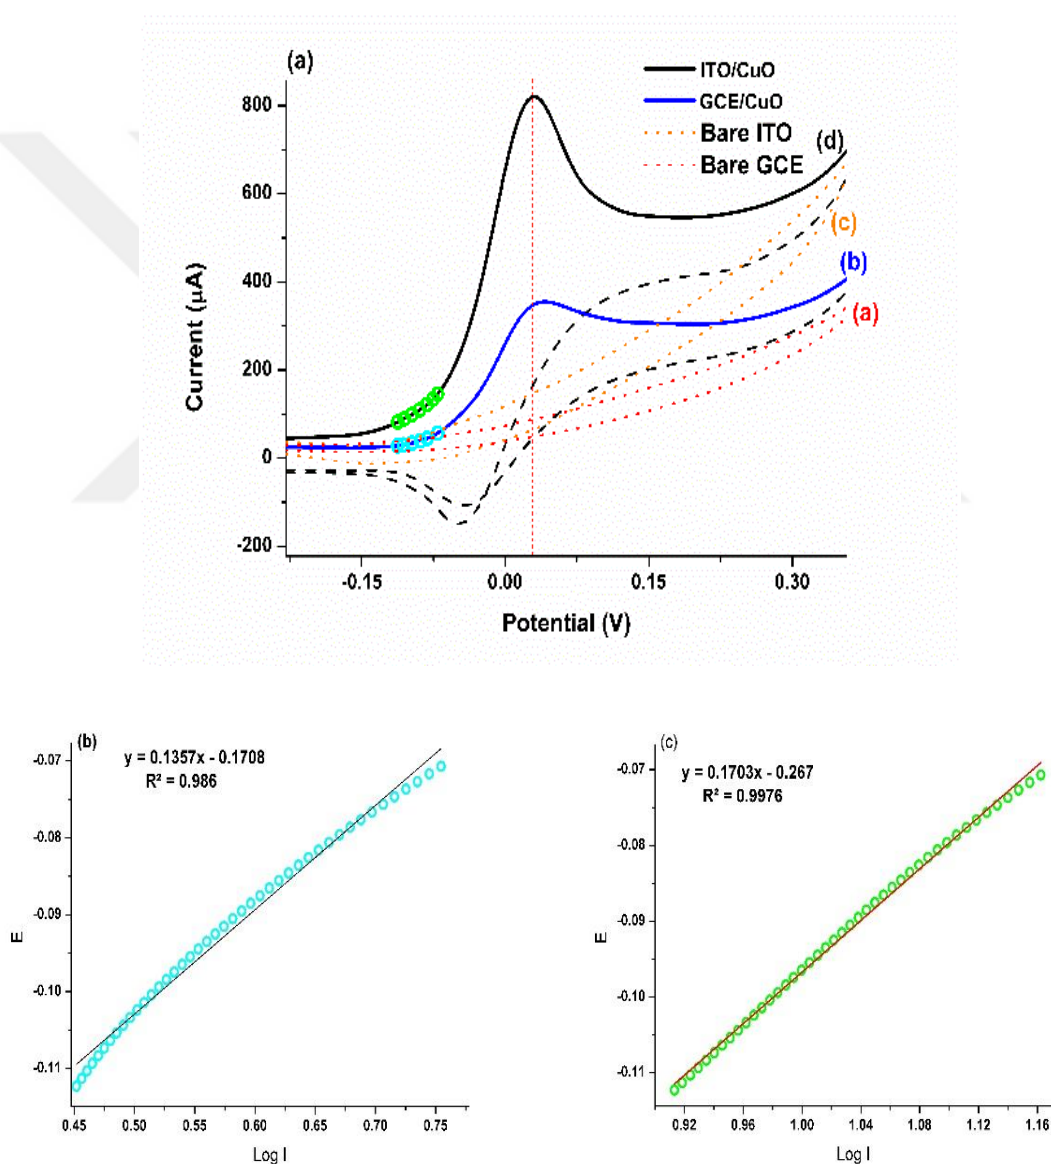 (a)
ITO/CuO
GCE/CuO
Bare ITO
Bare GCE
(d)
(c)
(b)
(a)
800
600
400
200
0
-200
Current (µA)
-0.15
0.00
0.15
0.30
Potential (V)
(b)
y = 0.1357x - 0.1708
R² = 0.986
-0.07
-0.08
-0.09
-0.10
-0.11
E
0.45
0.50
0.55
0.60
0.65
0.70
0.75
Log I
(c)
y = 0.1703x - 0.267
R² = 0.9976
-0.07
-0.08
-0.09
-0.10
-0.11
E
0.92
0.96
1.00
1.04
1.08
1.12
1.16
Log I